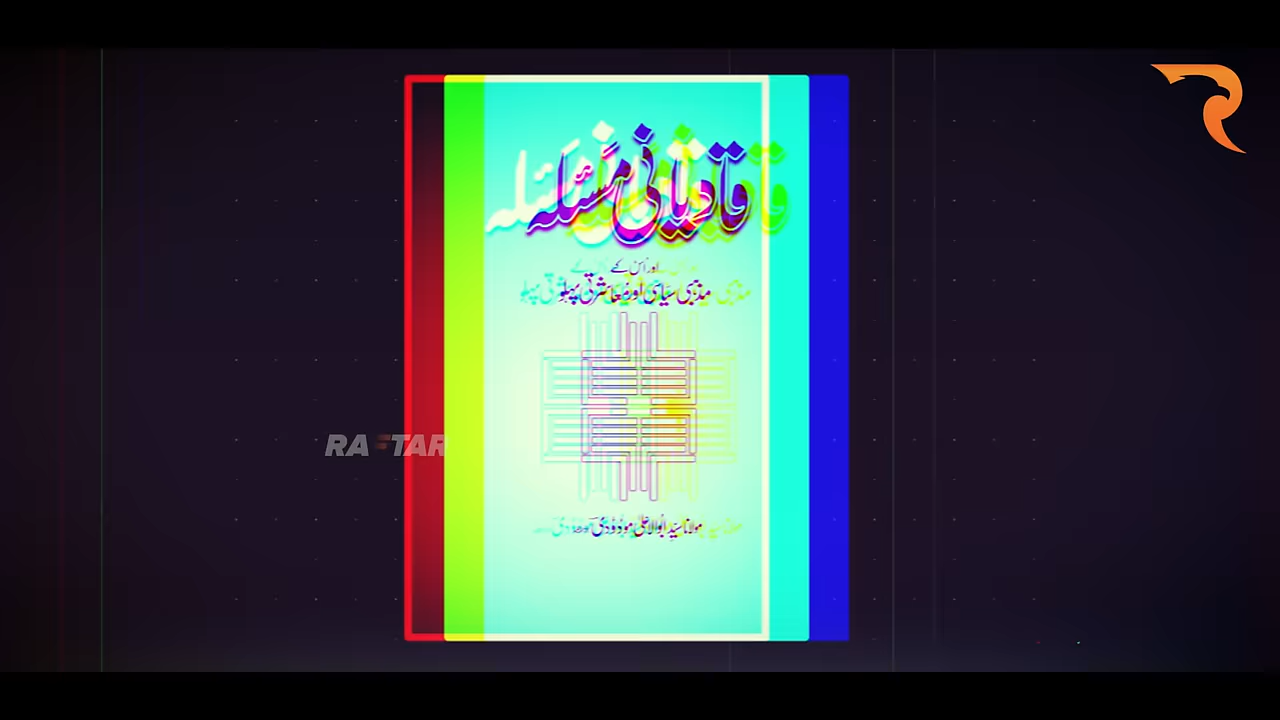 قادیانی مسئلہ
اور اس کے
مذہبی سیاسی اور معاشرتی پہلو
RAFTAR
مولانا سید ابوالاعلیٰ مودودی